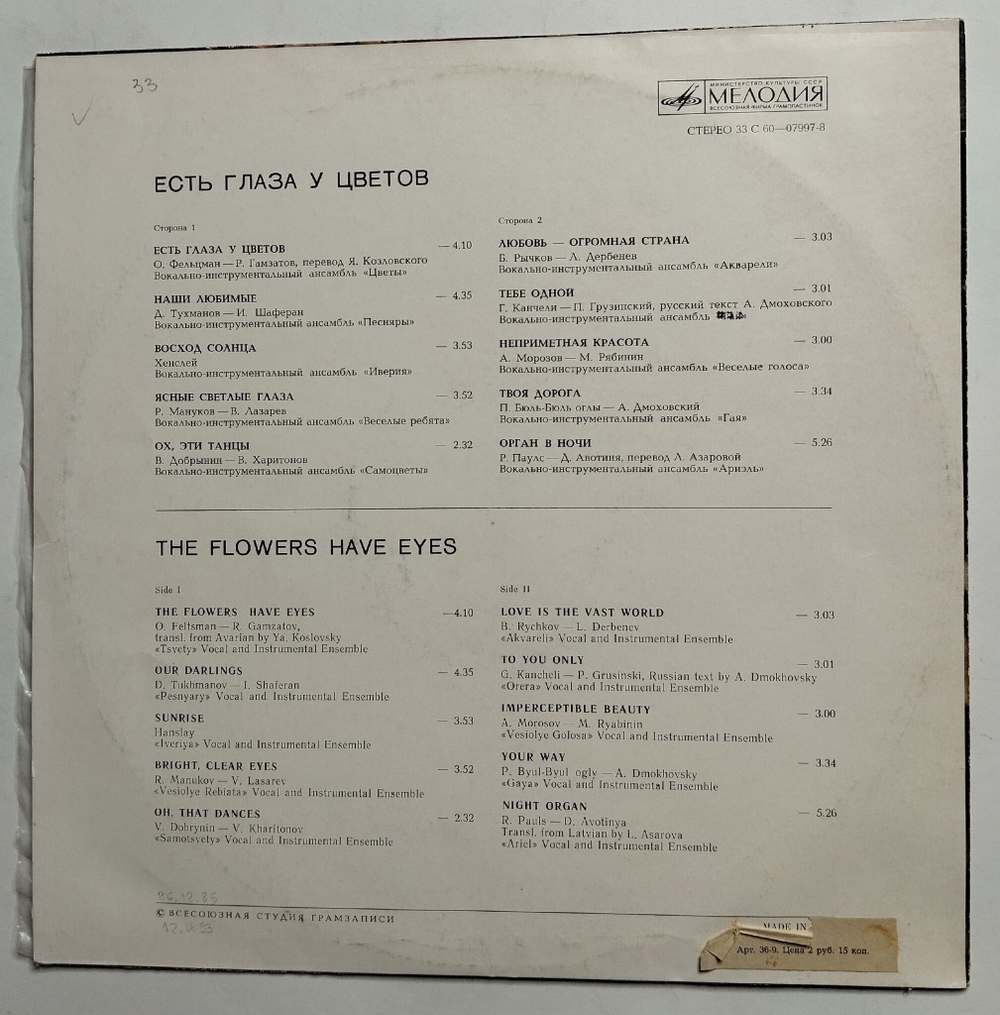 33
МИНИСТЕРСТВО КУЛЬТУРЫ СССР
МЕЛОДИЯ
ВСЕСОЮЗНАЯ ФИРМА ГРАМПЛАСТИНОК
СТЕРЕО 33 С 60—07997-8
ЕСТЬ ГЛАЗА У ЦВЕТОВ
Сторона 1
ЕСТЬ ГЛАЗА У ЦВЕТОВ — 4.10
О. Фельцман — Р. Гамзатов, перевод Я. Козловского
Вокально-инструментальный ансамбль «Цветы»
НАШИ ЛЮБИМЫЕ — 4.35
Д. Тухманов — И. Шаферан
Вокально-инструментальный ансамбль «Песняры»
ВОСХОД СОЛНЦА — 3.53
Хенслей
Вокально-инструментальный ансамбль «Иверия»
ЯСНЫЕ СВЕТЛЫЕ ГЛАЗА — 3.52
Р. Мануков — В. Лазарев
Вокально-инструментальный ансамбль «Веселые ребята»
ОХ, ЭТИ ТАНЦЫ 2.32
В. Добрынин — В. Харитонов
Вокально-инструментальный ансамбль «Самоцветы»
Сторона 2
ЛЮБОВЬ — ОГРОМНАЯ СТРАНА — 3.03
Б. Рычков — Л. Дербенев
Вокально-инструментальный ансамбль «Акварели»
ТЕБЕ ОДНОЙ — 3.01
Г. Канчели — П. Грузинский, русский текст А. Дмоховского
Вокально-инструментальный ансамбль
НЕПРИМЕТНАЯ КРАСОТА — 3.00
А. Морозов — М. Рябинин
Вокально-инструментальный ансамбль «Веселые голоса»
ТВОЯ ДОРОГА — 3.34
П. Бюль-Бюль оглы — А. Дмоховский
Вокально-инструментальный ансамбль «Гая»
ОРГАН В НОЧИ — 5.26
Р. Паулс — Д. Авотиня, перевод Л. Азаровой
Вокально-инструментальный ансамбль «Ариэль»
THE FLOWERS HAVE EYES
Side I
THE FLOWERS HAVE EYES —4.10
O. Feltsman — R. Gamzatov,
transl. from Avarian by Ya. Koslovsky
«Tsvety» Vocal and Instrumental Ensemble
OUR DARLINGS — 4.35
D. Tukhmanov — I. Shaferan
«Pesnyary» Vocal and Instrumental Ensemble
SUNRISE — 3.53
Hanslay
«Iveriya» Vocal and Instrumental Ensemble
BRIGHT, CLEAR EYES — 3.52
R. Manukov — V. Lasarev
«Vesiolye Rebiata» Vocal and Instrumental Ensemble
OH, THAT DANCES — 2.32
V. Dobrynin — V. Kharitonov
«Samotsvety» Vocal and Instrumental Ensemble
Side II
LOVE IS THE VAST WORLD — 3.03
B. Rychkov — L. Derbenev
«Akvareli» Vocal and Instrumental Ensemble
TO YOU ONLY — 3.01
G. Kancheli — P. Grusinski, Russian text by A. Dmokhovsky
«Orera» Vocal and Instrumental Ensemble
IMPERCEPTIBLE BEAUTY — 3.00
A. Morosov — M. Ryabinin
«Vesiolye Golosa» Vocal and Instrumental Ensemble
YOUR WAY — 3.34
P. Byul-Byul ogly — A. Dmokhovsky
«Gaya» Vocal and Instrumental Ensemble
NIGHT ORGAN — 5.26
R. Pauls — D. Avotinya
Transl. from Latvian by L. Asarova
«Ariel» Vocal and Instrumental Ensemble
26.12.85
© ВСЕСОЮЗНАЯ СТУДИЯ ГРАМЗАПИСИ
MADE IN
Арт. 36-9. Цена 2 руб. 15 коп.